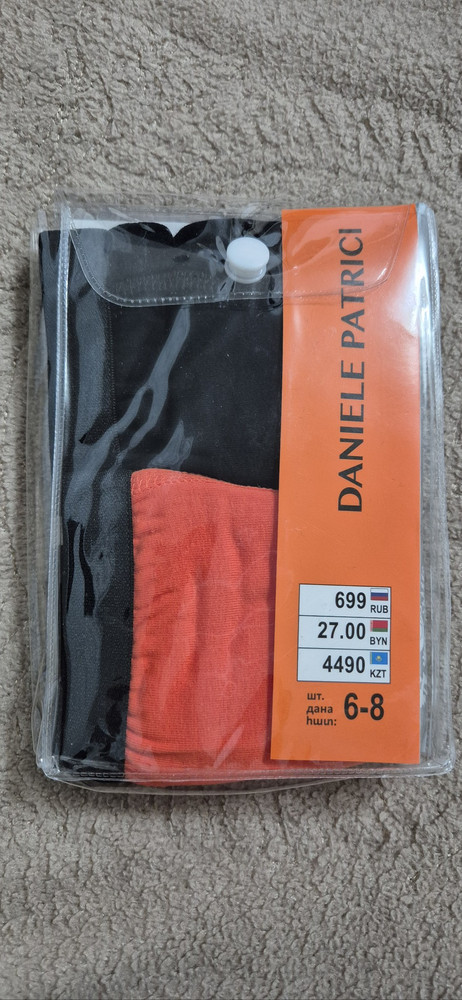 DANIELE PATRICI
699 RUB
27.00 BYN
4490 KZT
шт.
дана 6-8
հատ: